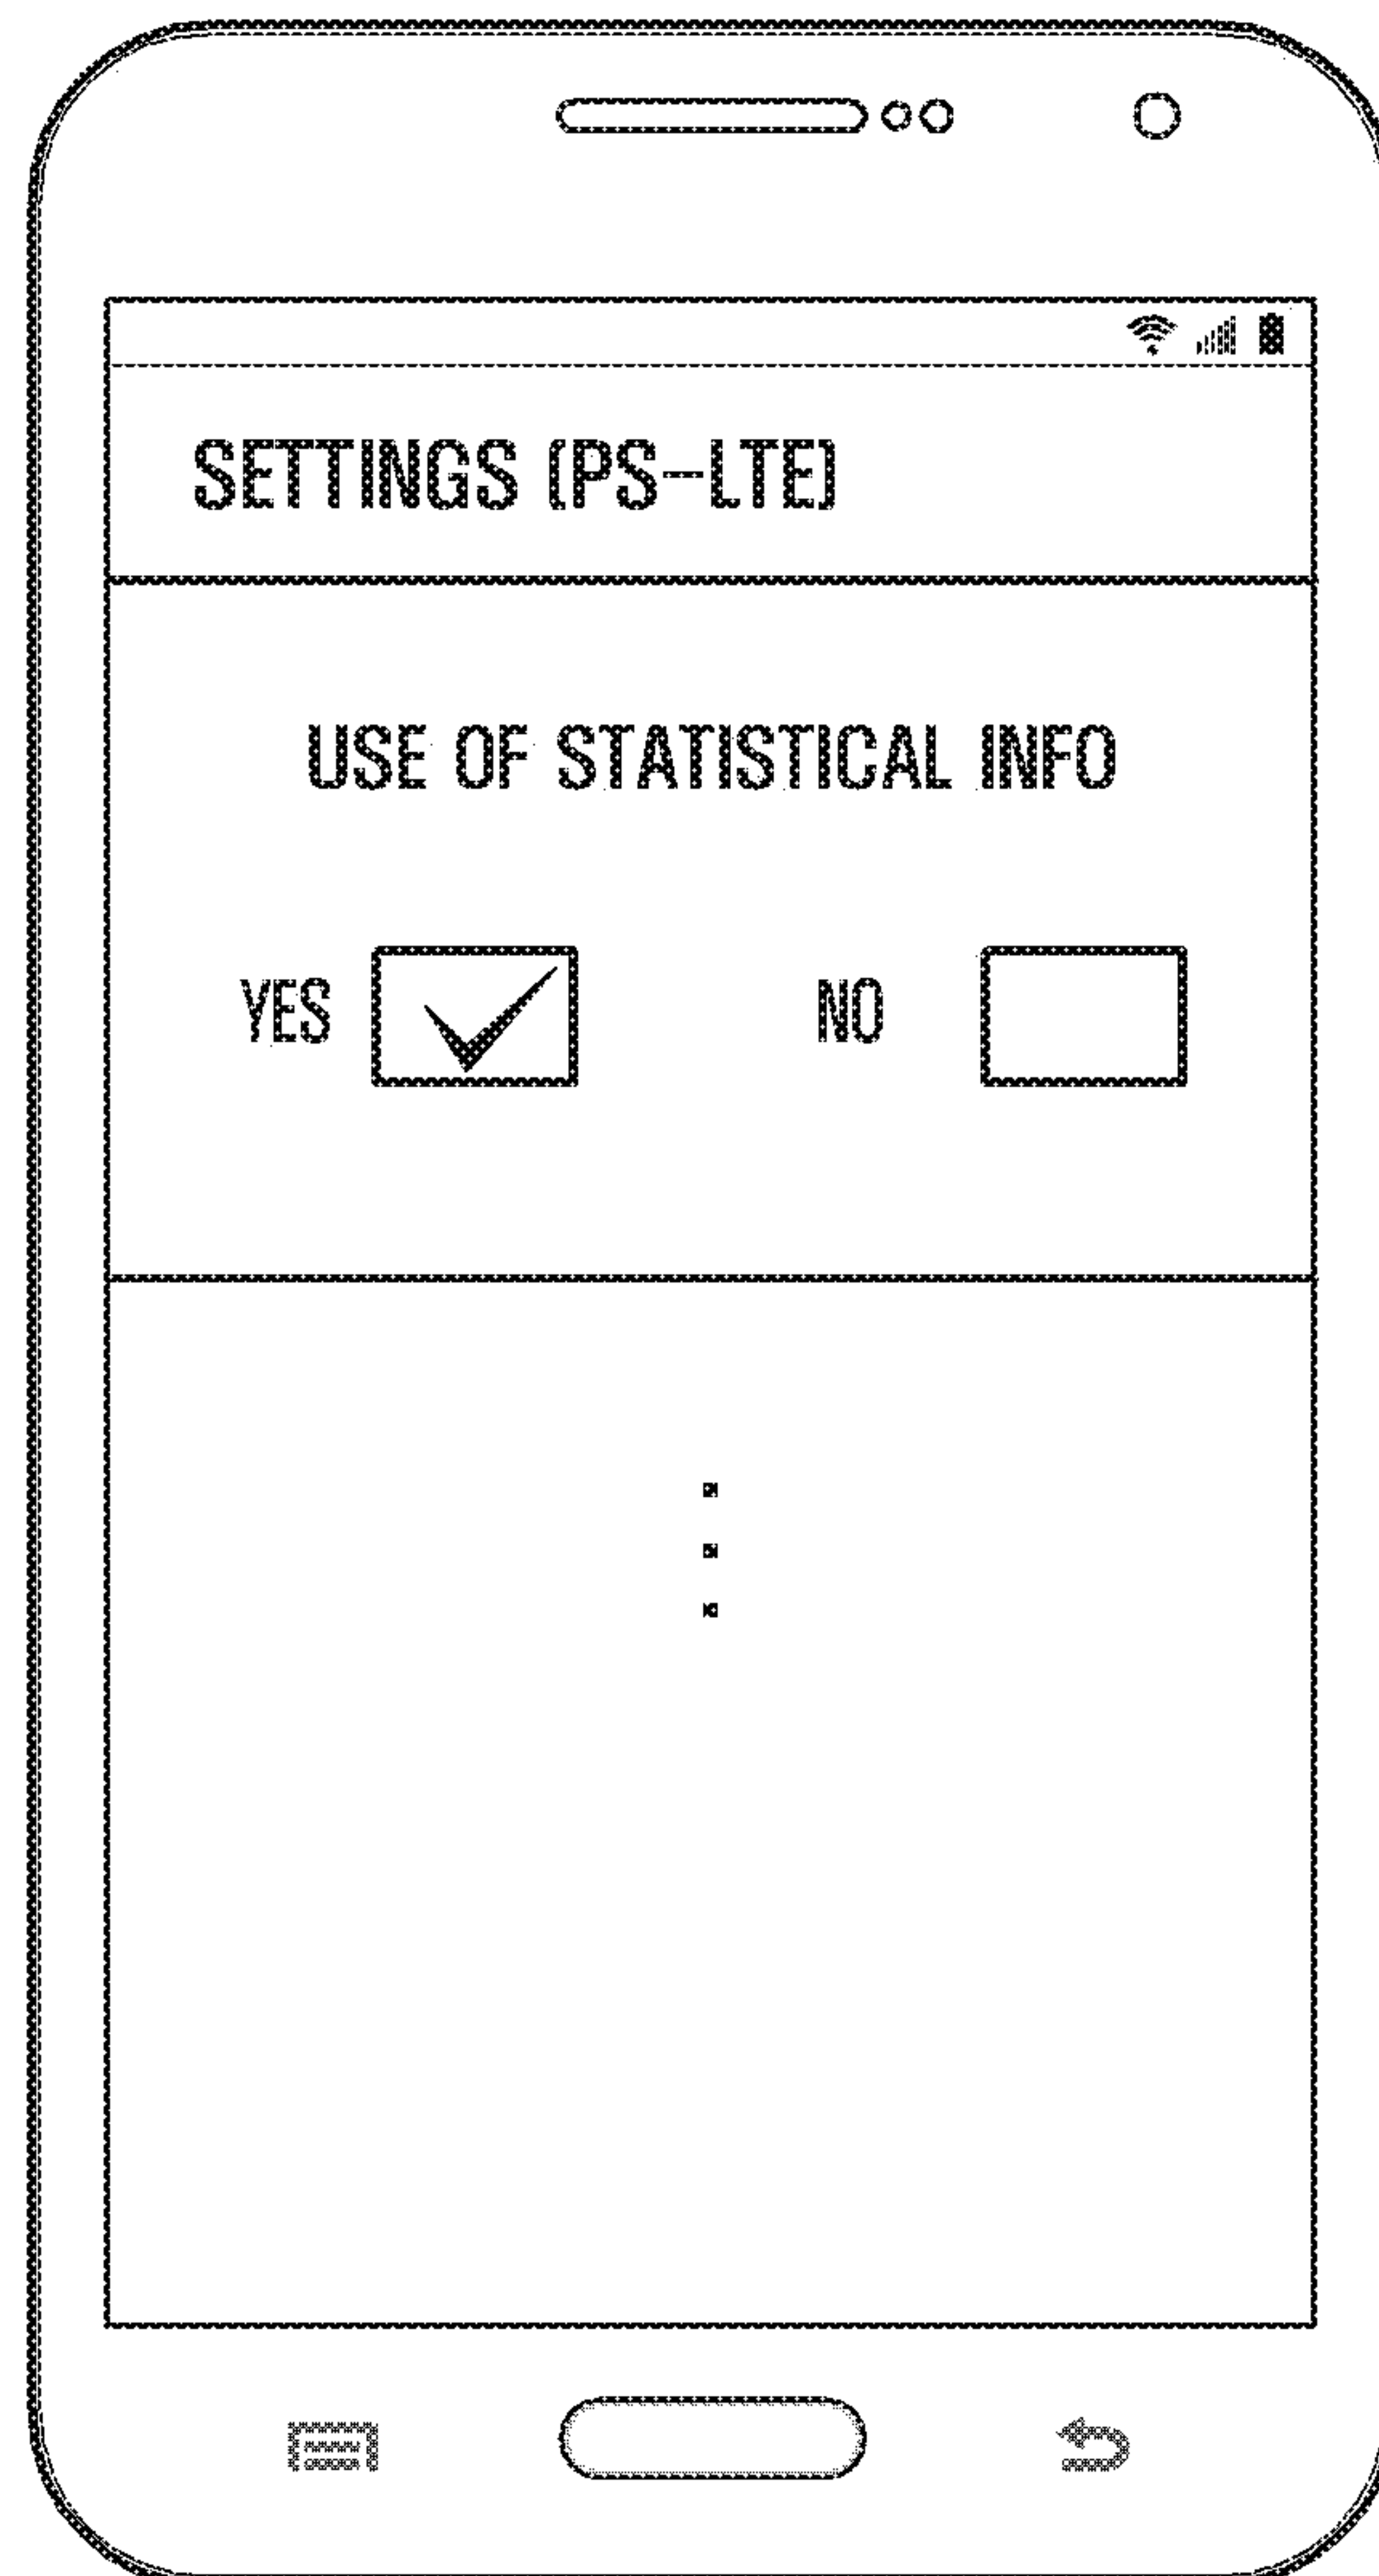 SETTINGS (PS-LTE)
USE OF STATISTICAL INFO
YES NO